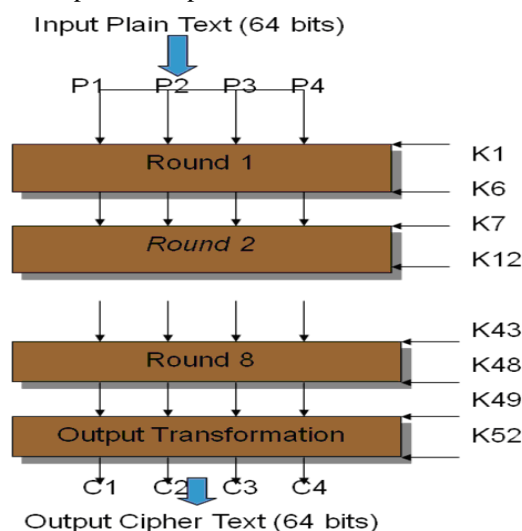 Input Plain Text (64 bits)
P1 P2 P3 P4
K1
Round 1
K6
K7
Round 2
K12
K43
Round 8
K48
K49
Output Transformation
K52
C1 C2 C3 C4
Output Cipher Text (64 bits)